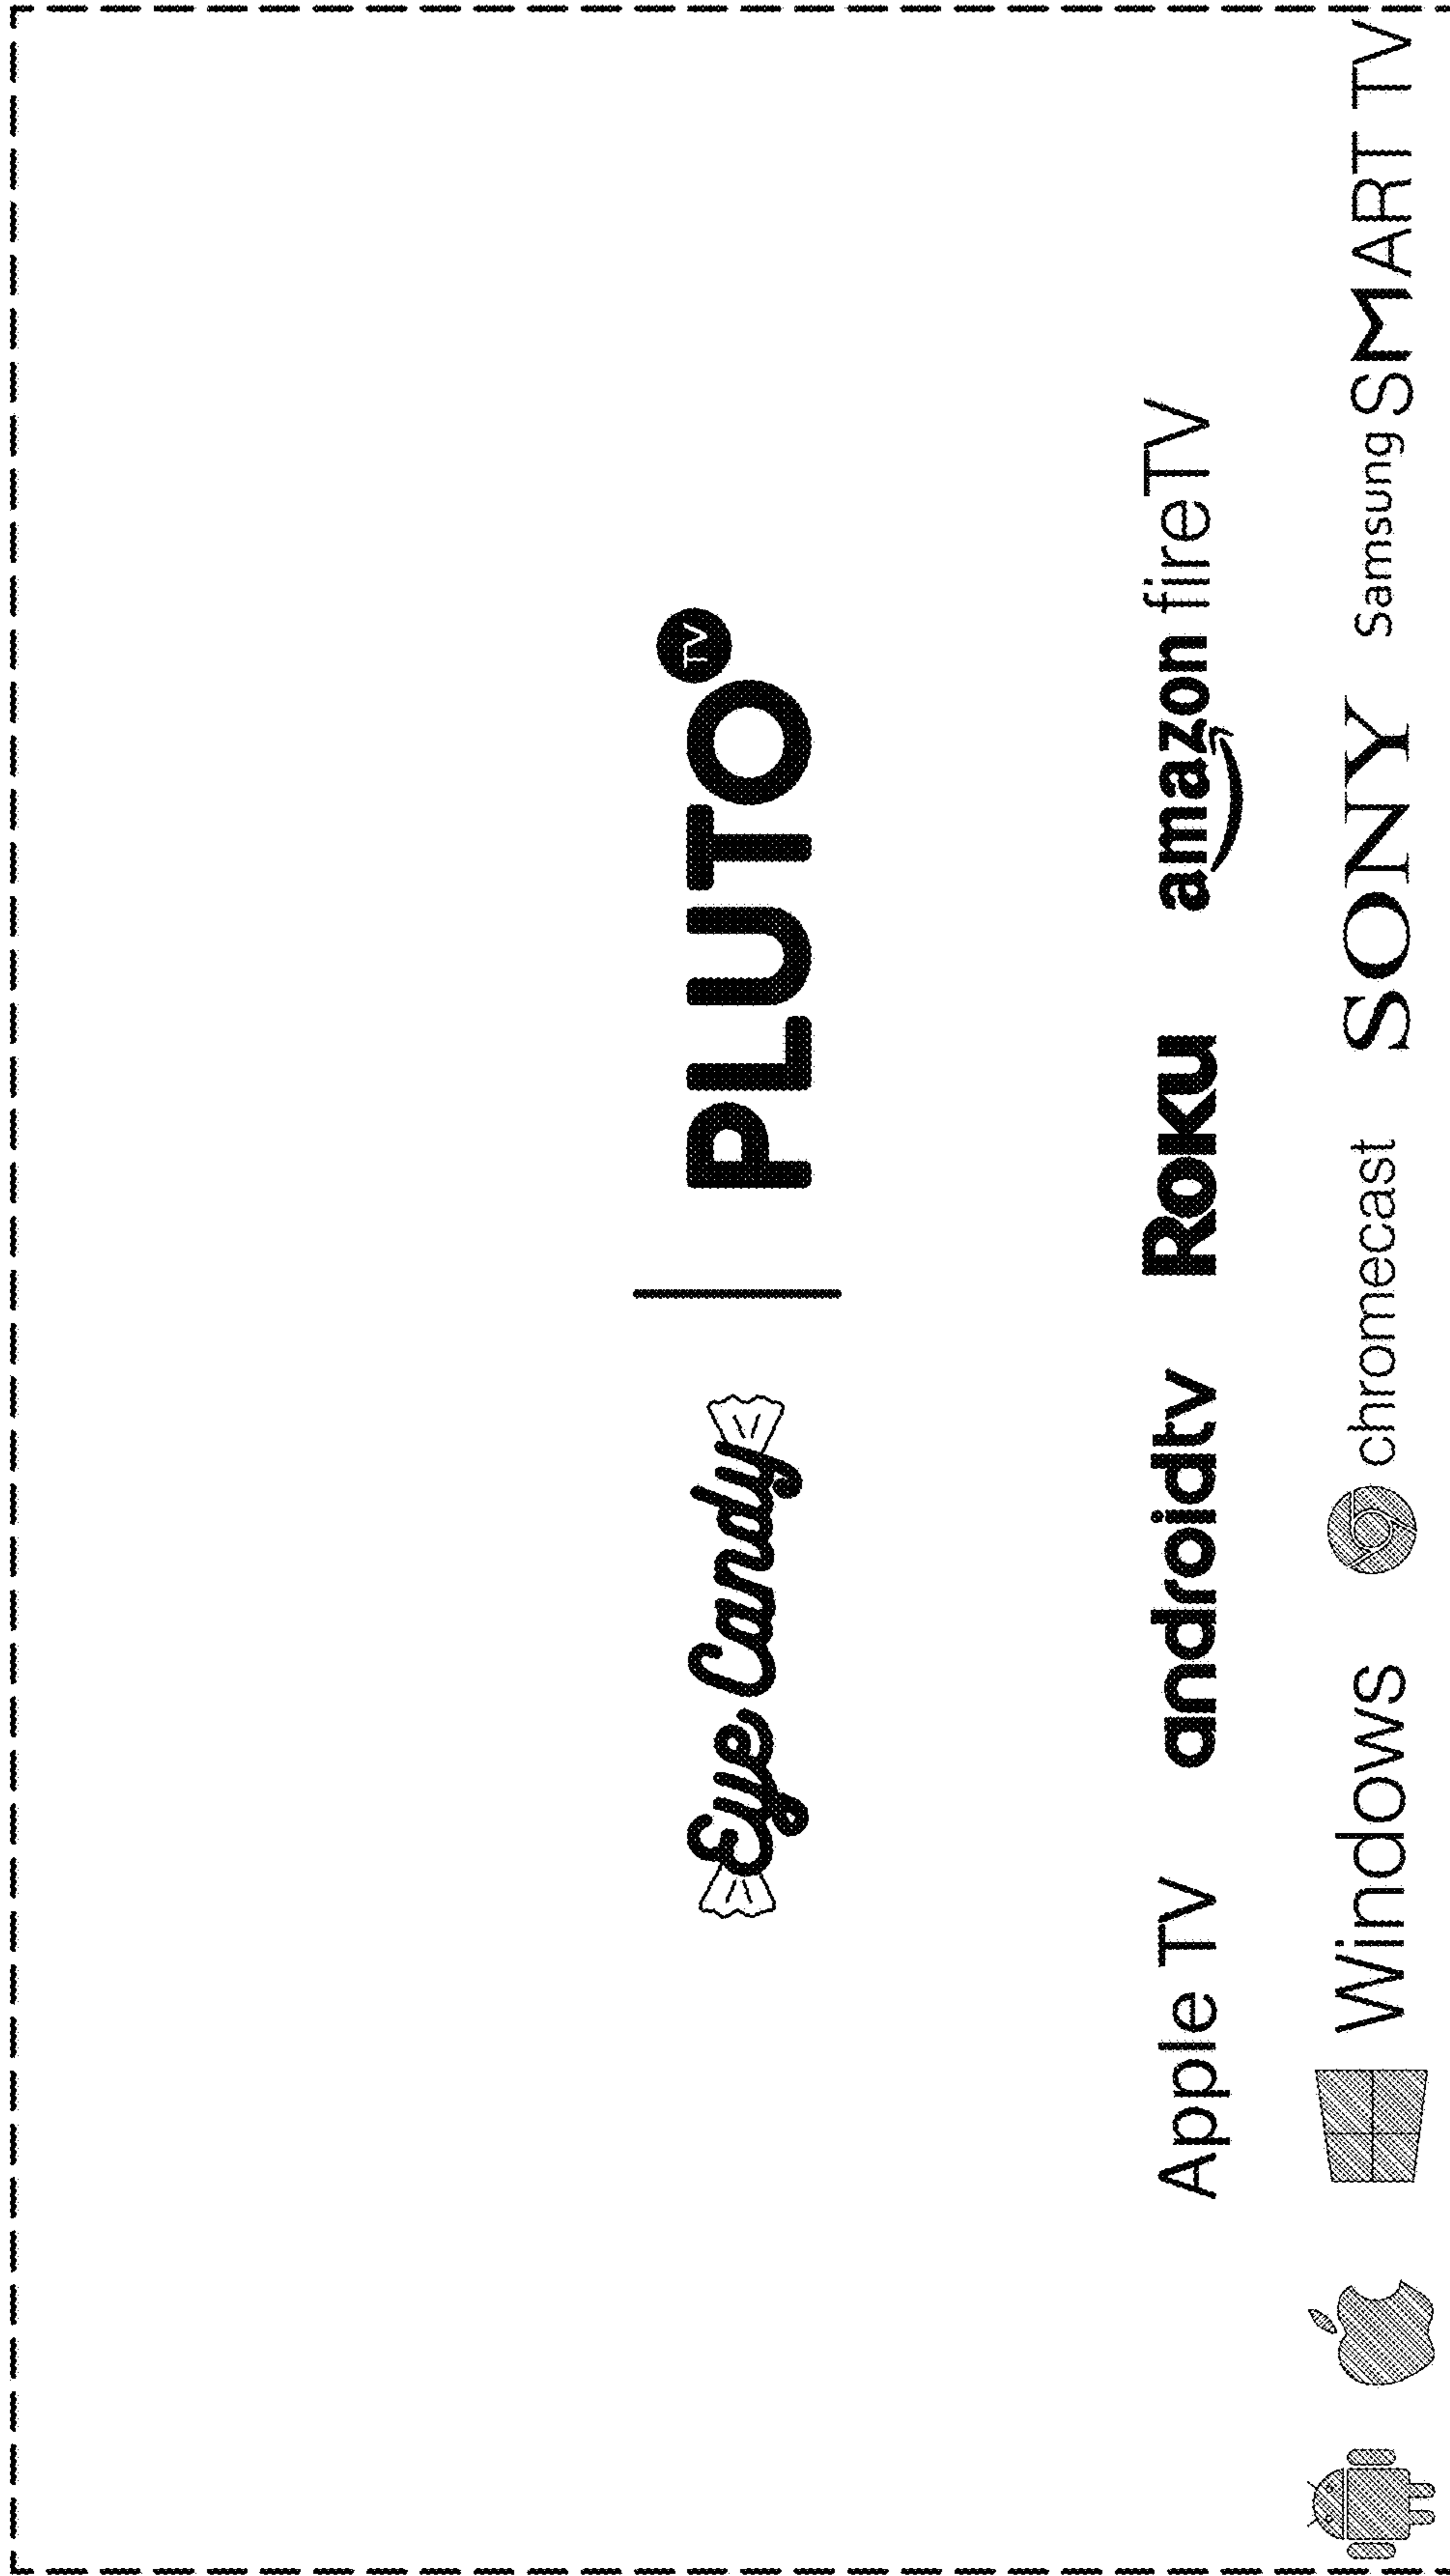 Eye Candy | PLUTO TV
Apple TV androidtv Roku amazon fireTV
Windows chromecast SONY Samsung SMART TV